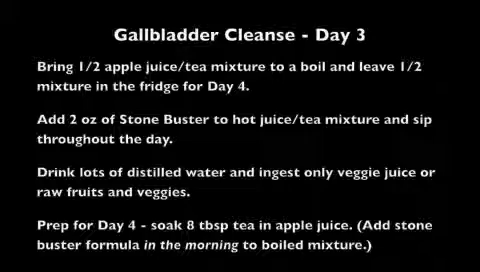 Gallbladder Cleanse - Day 3
Bring 1/2 apple juice/tea mixture to a boil and leave 1/2
mixture in the fridge for Day 4.
Add 2 oz of Stone Buster to hot juice/tea mixture and sip
throughout the day.
Drink lots of distilled water and ingest only veggie juice or
raw fruits and veggies.
Prep for Day 4 - soak 8 tbsp tea in apple juice. (Add stone
buster formula in the morning to boiled mixture.)